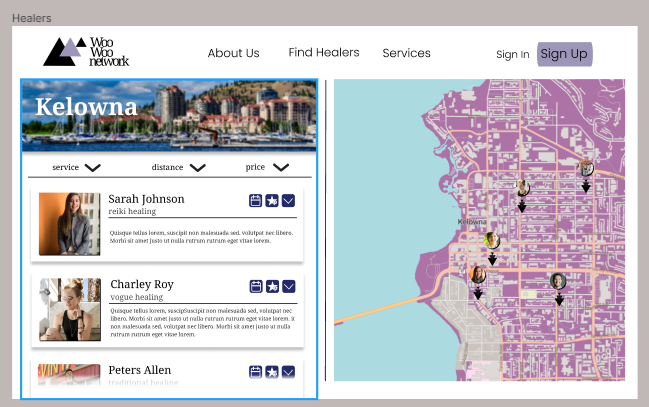 Healers
Woo
Woo
network
About Us
Find Healers
Services
Sign In
Sign Up
Kelowna
service
distance
price
Sarah Johnson
reiki healing
Quisque tellus lorem, suscipit non malesuada sed, volutpat nec libero.
Morbi sit amet justo ut nulla rutrum rutrum eget vitae lorem.
Charley Roy
vogue healing
Quisque tellus lorem, suscipSuscipit non malesuada sed, volutpat nec
libero. Morbi sit amet justo ut nulla rutrum rutrum eget vitae lorem. it
non malesuada sed, volutpat nec libero. Morbi sit amet justo ut nulla
rutrum rutrum eget vitae lorem.
Peters Allen
traditional healing
Kelowna